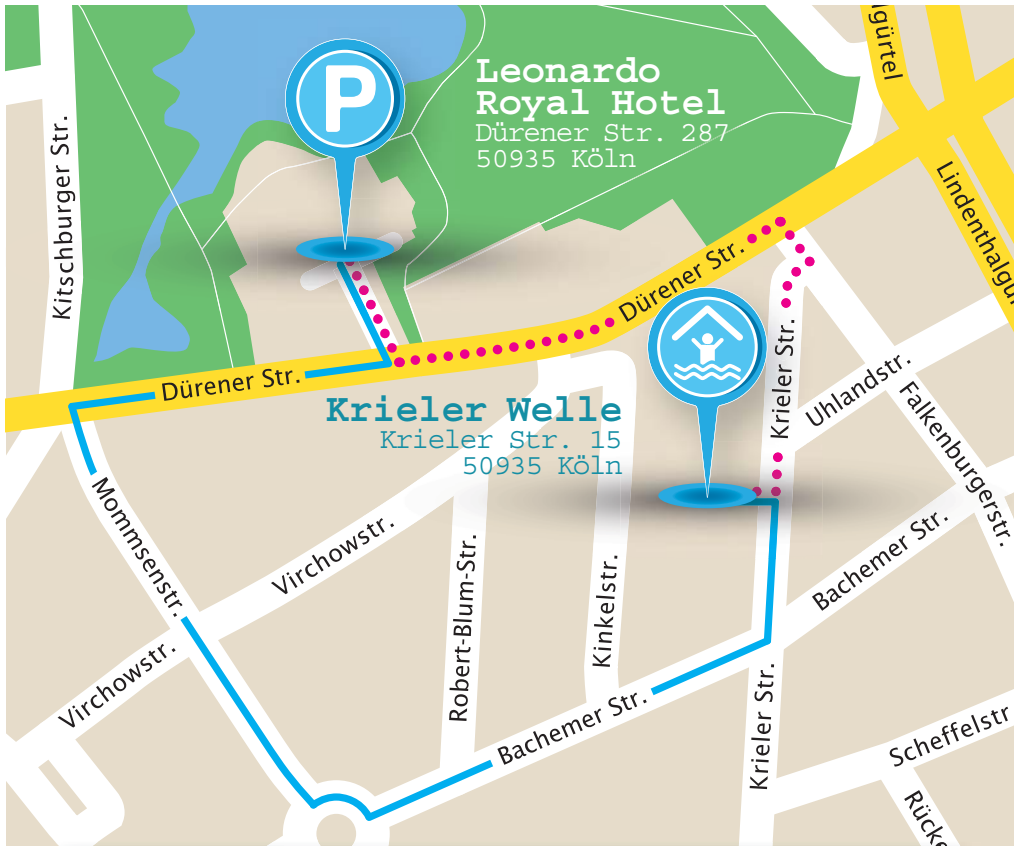 lgürtel
P
Leonardo
Royal Hotel
Dürener Str. 287
50935 Köln
Kitschburger Str.
Lindenthalgür
Dürener Str.
Krieler Str.
Dürener Str.
Uhlandstr.
Falkenburgerstr.
Krieler Welle
Krieler Str. 15
50935 Köln
Mommsenstr.
Virchowstr.
Robert-Blum-Str.
Kinkelstr.
Bachemer Str.
Virchowstr.
Bachemer Str.
Krieler Str.
Scheffelstr
Rücke